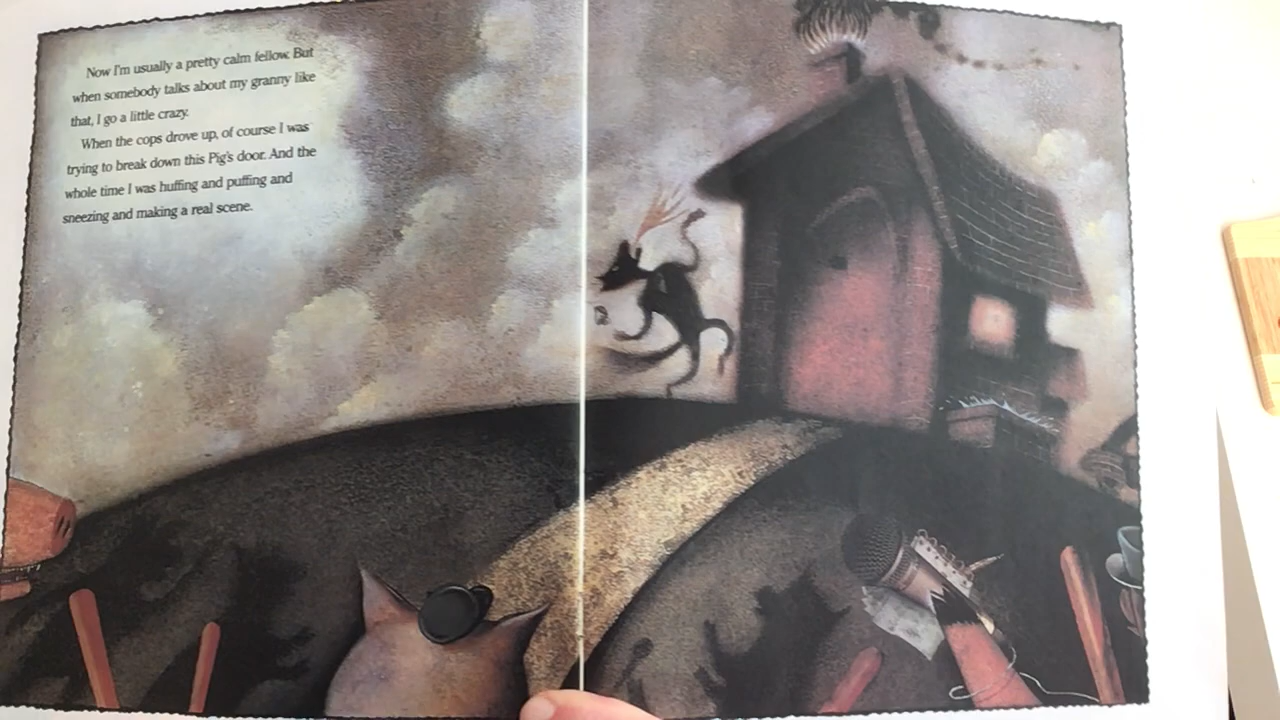 Now I'm usually a pretty calm fellow. But
when somebody talks about my granny like
that, I go a little crazy.
When the cops drove up, of course I was
trying to break down this Pig's door. And the
whole time I was huffing and puffing and
sneezing and making a real scene.